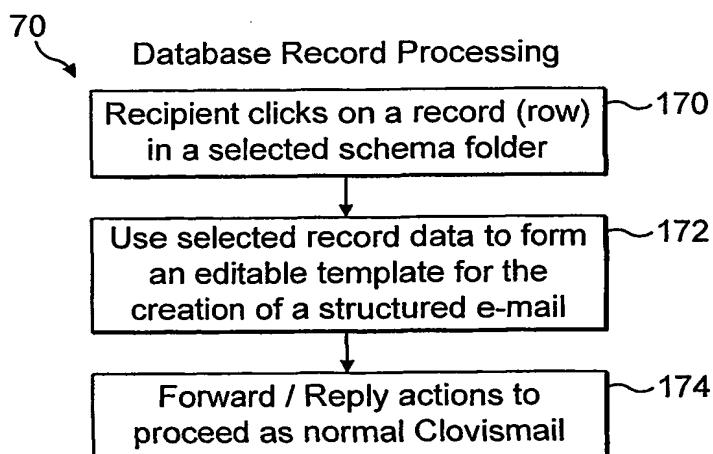 70
Database Record Processing
Recipient clicks on a record (row)
in a selected schema folder
170
Use selected record data to form
an editable template for the
creation of a structured e-mail
172
Forward / Reply actions to
proceed as normal Clovismail
174